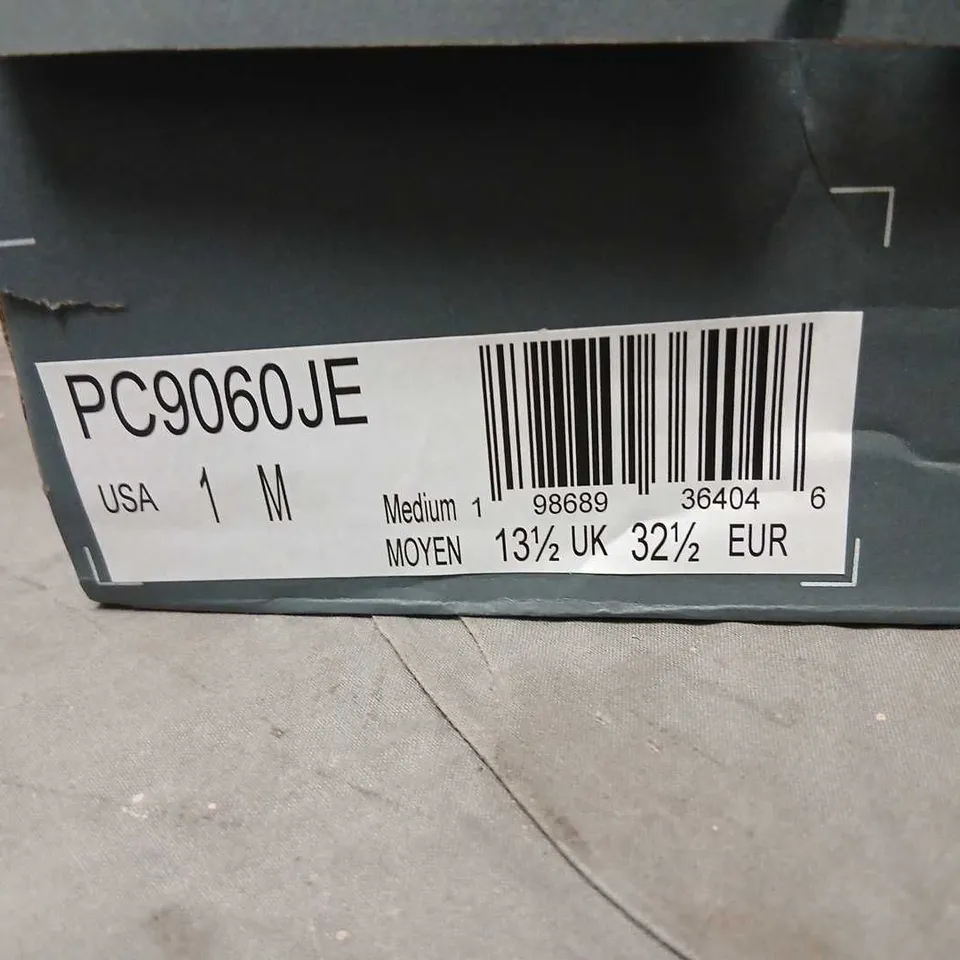 PC9060JE
USA 1 M
Medium 1 98689 36404 6
MOYEN 13½ UK 32½ EUR